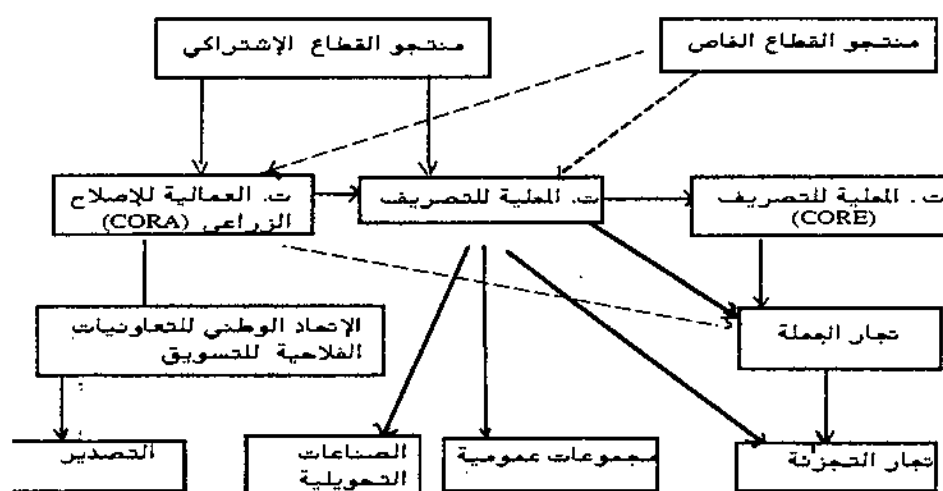 منتجو القطاع الإشتراكي
منتجو القطاع الخاص
ت. العمالية للإصلاح
الزراعي (CORA)
ت. المحلية للتصريف
ت. المحلية للتصريف
(CORE)
الإتحاد الوطني للتعاونيات
الفلاحية للتسويق
تجار الجملة
التصدير
الصناعات
التحويلية
مجموعات عمومية
تجار التجزئة